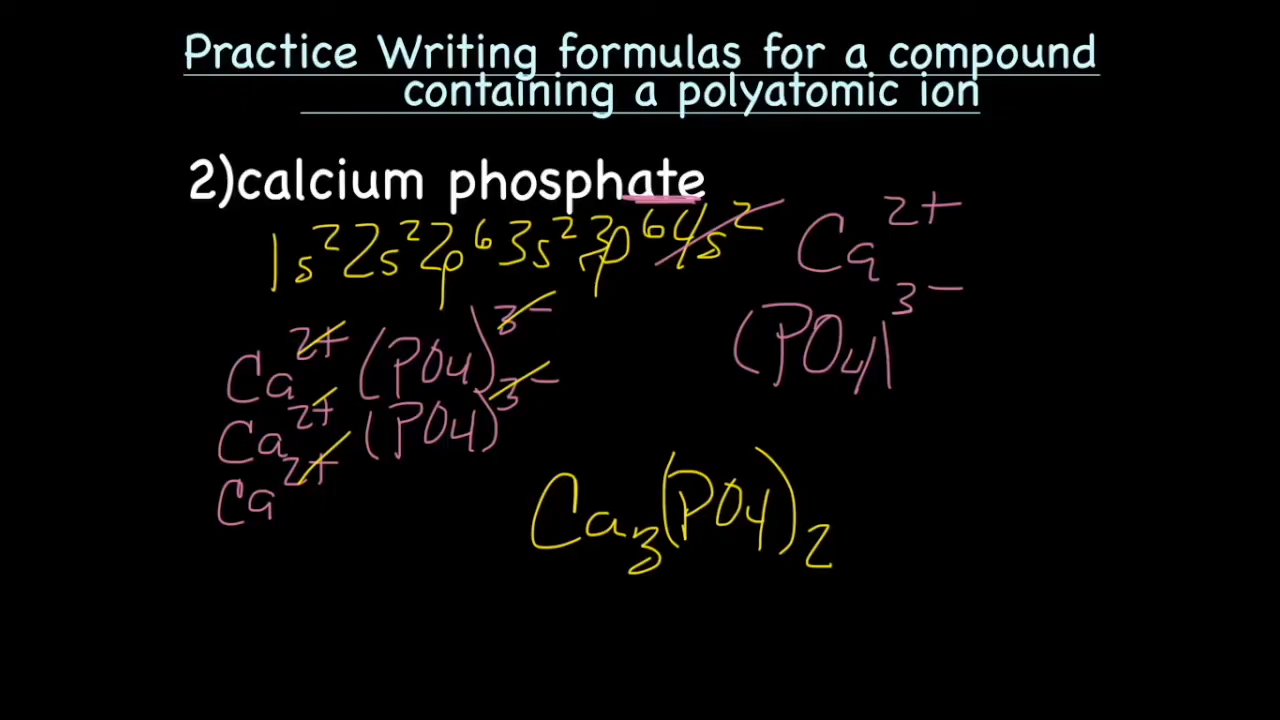 Practice Writing formulas for a compound
containing a polyatomic ion
2)calcium phosphate
1s²2s²2p⁶3s²3p⁶4s²
Ca²⁺
(PO4)³⁻
Ca²⁺ (PO4)³⁻
Ca²⁺ (PO4)³⁻
Ca²⁺
Ca₃(PO4)₂